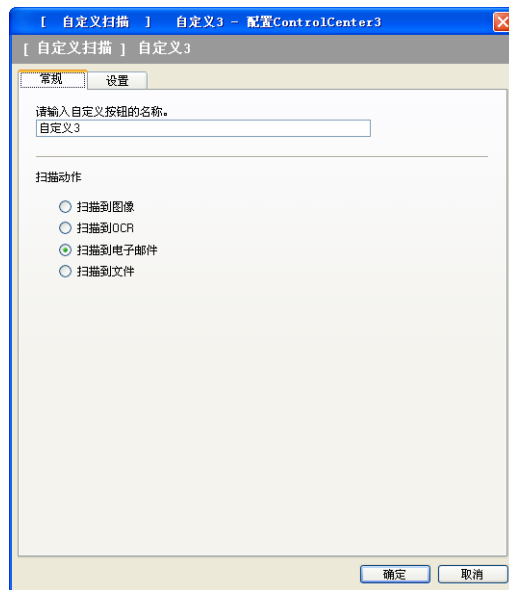 [ 自定义扫描 ] 自定义3 - 配置ControlCenter3
[ 自定义扫描 ] 自定义3
常规 设置
请输入自定义按钮的名称。
自定义3
扫描动作
扫描到图像
扫描到OCR
扫描到电子邮件
扫描到文件
确定 取消